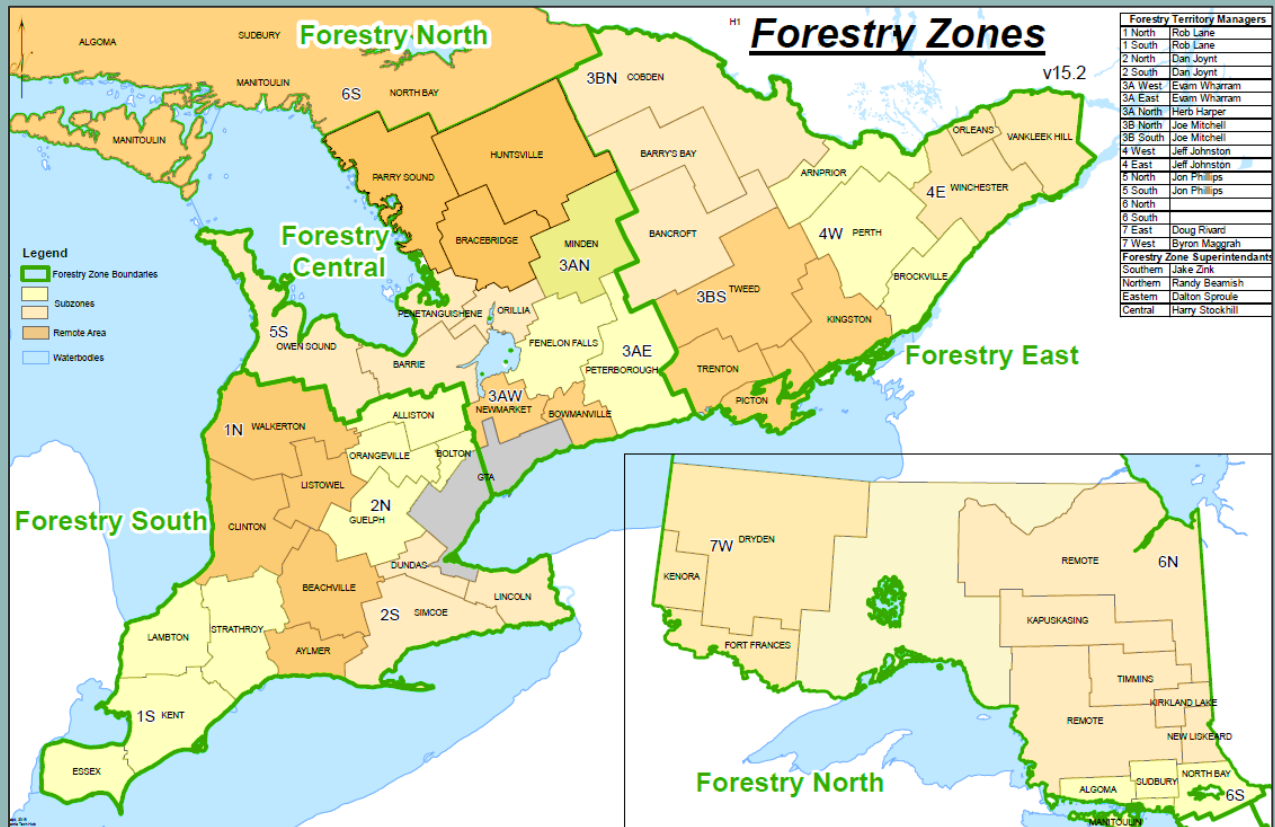 Forestry Zones
H1
v15.2
Forestry Territory Managers
1 North Rob Lane
1 South Rob Lane
2 North Dan Joynt
2 South Dan Joynt
3A West Evam Wharram
3A East Evam Wharram
3A North Herb Harper
3B North Joe Mitchell
3B South Joe Mitchell
4 West Jeff Johnston
4 East Jeff Johnston
5 North Jon Phillips
5 South Jon Phillips
6 North
6 South
7 East Doug Rivard
7 West Byron Maggrah
Forestry Zone Superintendants
Southern Jake Zink
Northern Randy Beamish
Eastern Dalton Sproule
Central Harry Stockhill
ALGOMA
SUDBURY
Forestry North
MANITOULIN
6S
NORTH BAY
MANITOULIN
3BN
COBDEN
HUNTSVILLE
PARRY SOUND
BARRY'S BAY
ORLEANS
VANKLEEK HILL
ARNPRIOR
4E
WINCHESTER
Forestry
Central
BRACEBRIDGE
MINDEN
3AN
BANCROFT
4W
PERTH
BROCKVILLE
Legend
Forestry Zone Boundaries
Subzones
Remote Area
Waterbodies
3BS
TWEED
KINGSTON
PENETANGUISHENE
ORILLIA
5S
OWEN SOUND
BARRIE
FENELON FALLS
3AE
PETERBOROUGH
TRENTON
PICTON
Forestry East
3AW
NEWMARKET
BOWMANVILLE
1N
WALKERTON
ALLISTON
ORANGEVILLE
BOLTON
GTA
LISTOWEL
2N
GUELPH
CLINTON
Forestry South
DUNDAS
BEACHVILLE
LINCOLN
2S
SIMCOE
STRATHROY
LAMBTON
AYLMER
1S
KENT
ESSEX
7W
DRYDEN
KENORA
FORT FRANCES
REMOTE
6N
KAPUSKASING
TIMMINS
KIRKLAND LAKE
REMOTE
NEW LISKEARD
Forestry North
ALGOMA
SUDBURY
NORTH BAY
6S
MANITOULIN